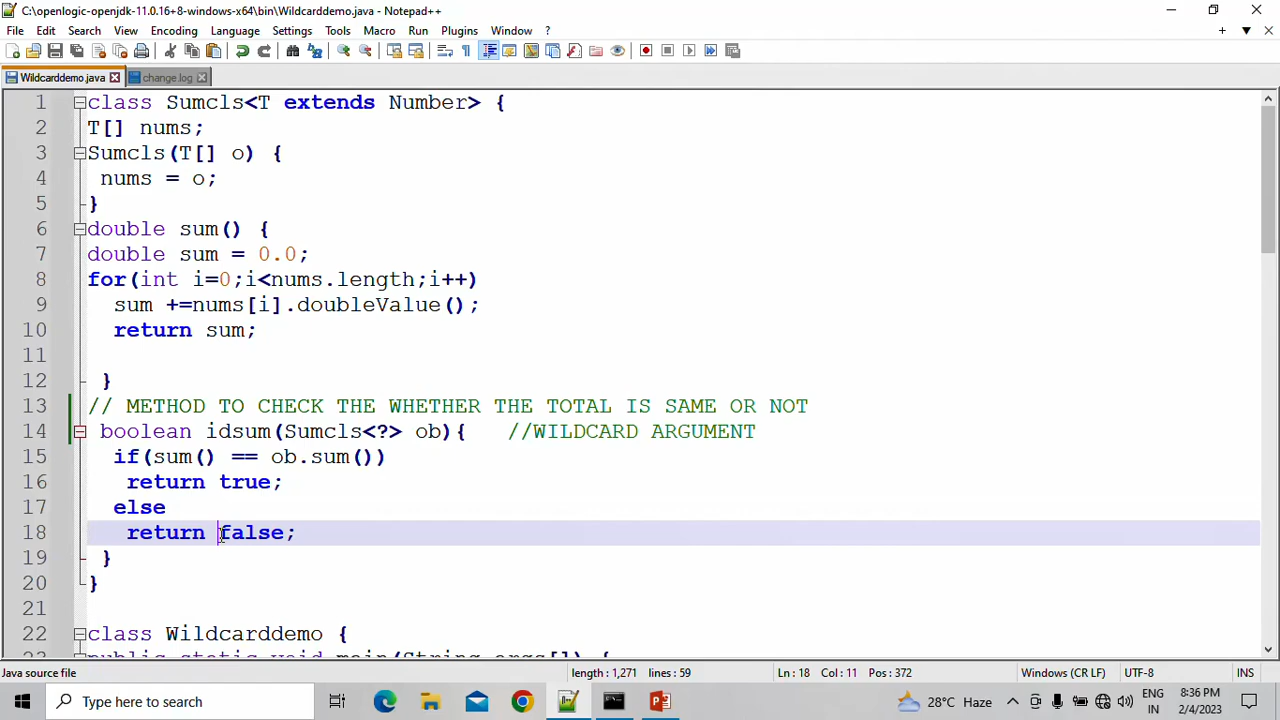 C:\openlogic-openjdk-11.0.16+8-windows-x64\bin\Wildcarddemo.java - Notepad++
File Edit Search View Encoding Language Settings Tools Macro Run Plugins Window ?
Wildcarddemo.java change.log
1 class Sumcls<T extends Number> {
2 T[] nums;
3 Sumcls(T[] o) {
4 nums = o;
5 }
6 double sum() {
7 double sum = 0.0;
8 for(int i=0;i<nums.length;i++)
9 sum +=nums[i].doubleValue();
10 return sum;
11
12 }
13 // METHOD TO CHECK THE WHETHER THE TOTAL IS SAME OR NOT
14 boolean idsum(Sumcls<?> ob){ //WILDCARD ARGUMENT
15 if(sum() == ob.sum())
16 return true;
17 else
18 return false;
19 }
20 }
21
22 class Wildcarddemo {
23 public static void main(String args[]) {
Java source file length : 1,271 lines : 59 Ln : 18 Col : 11 Pos : 372 Windows (CR LF) UTF-8 INS
Type here to search 28°C Haze ENG IN 8:36 PM 2/4/2023